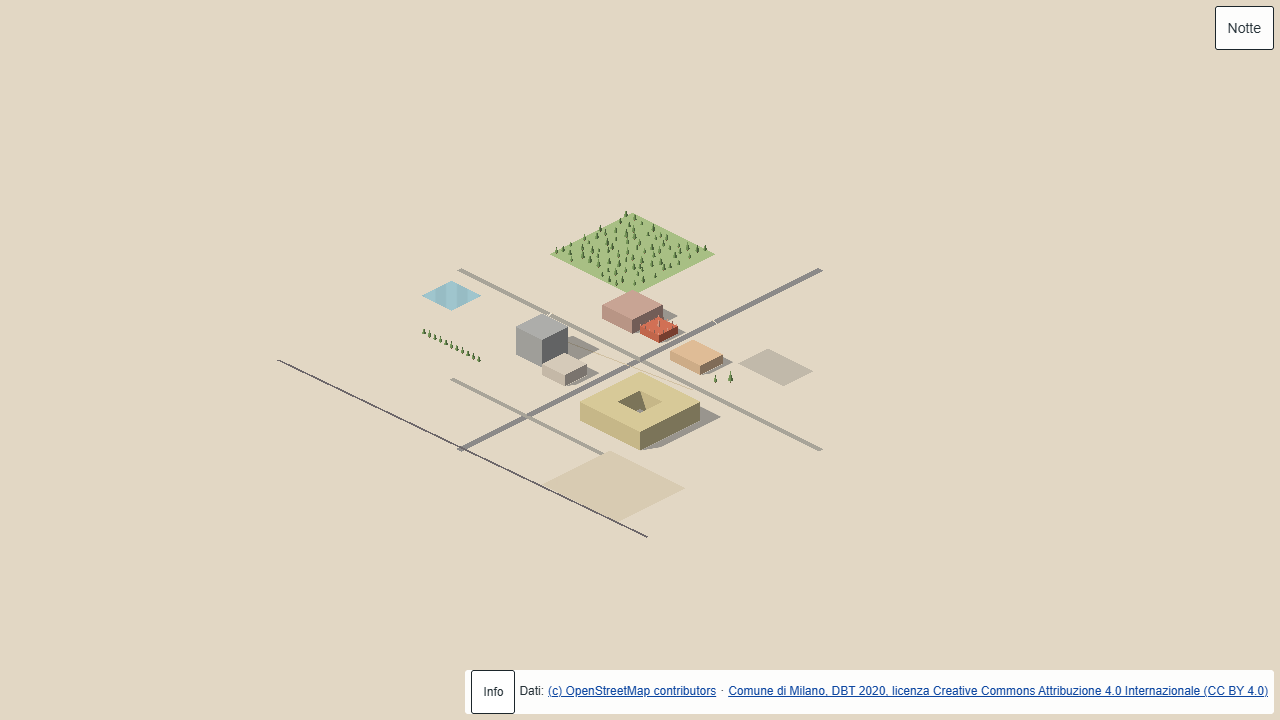 Notte
Info
Dati: (c) OpenStreetMap contributors · Comune di Milano, DBT 2020, licenza Creative Commons Attribuzione 4.0 Internazionale (CC BY 4.0)